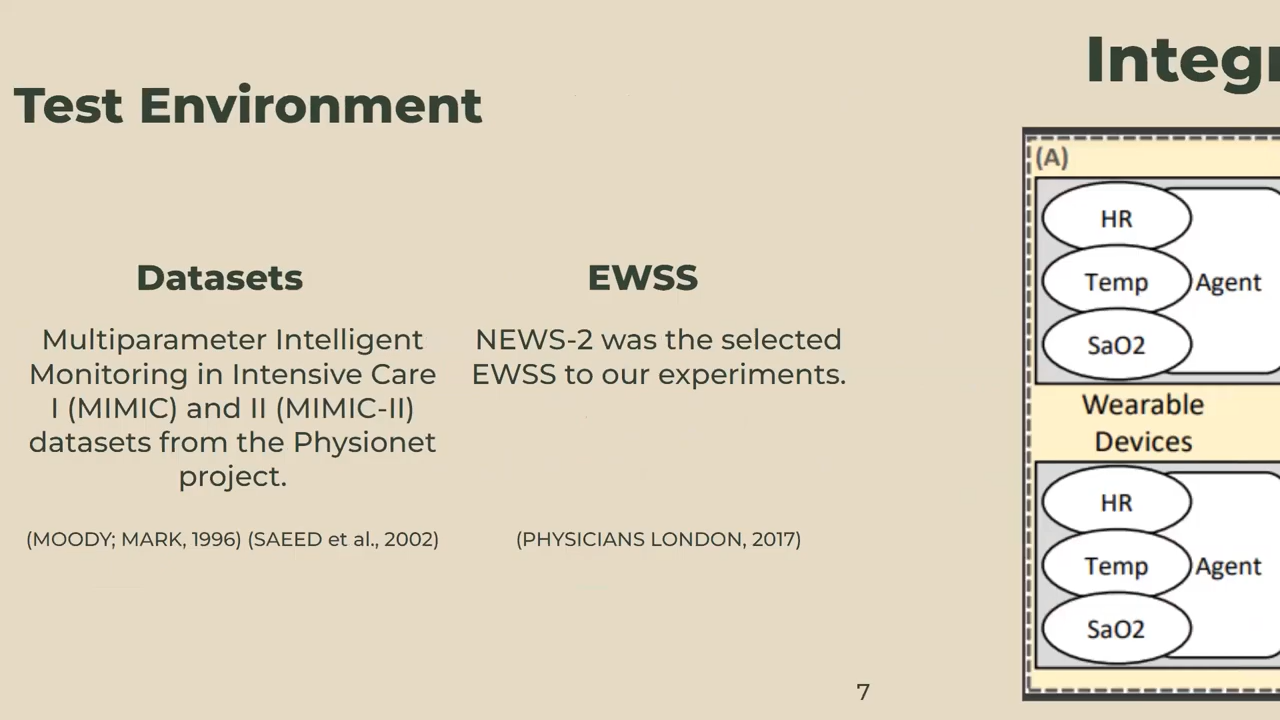 Test Environment
Datasets
Multiparameter Intelligent
Monitoring in Intensive Care
I (MIMIC) and II (MIMIC-II)
datasets from the Physionet
project.
(MOODY; MARK, 1996) (SAEED et al., 2002)
EWSS
NEWS-2 was the selected
EWSS to our experiments.
(PHYSICIANS LONDON, 2017)
7
(A)
HR
Temp
SaO2
Agent
Wearable
Devices
HR
Temp
SaO2
Agent